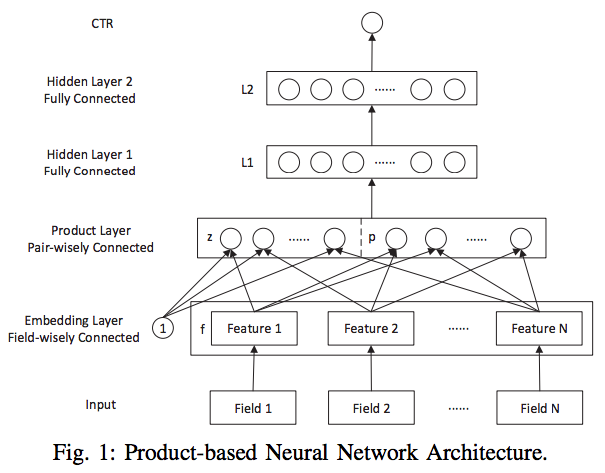 CTR
Hidden Layer 2
Fully Connected
L2 ......
Hidden Layer 1
Fully Connected
L1 ......
Product Layer
Pair-wisely Connected
z ...... p ......
Embedding Layer
Field-wisely Connected
1 f Feature 1 Feature 2 ...... Feature N
Input Field 1 Field 2 ...... Field N
Fig. 1: Product-based Neural Network Architecture.